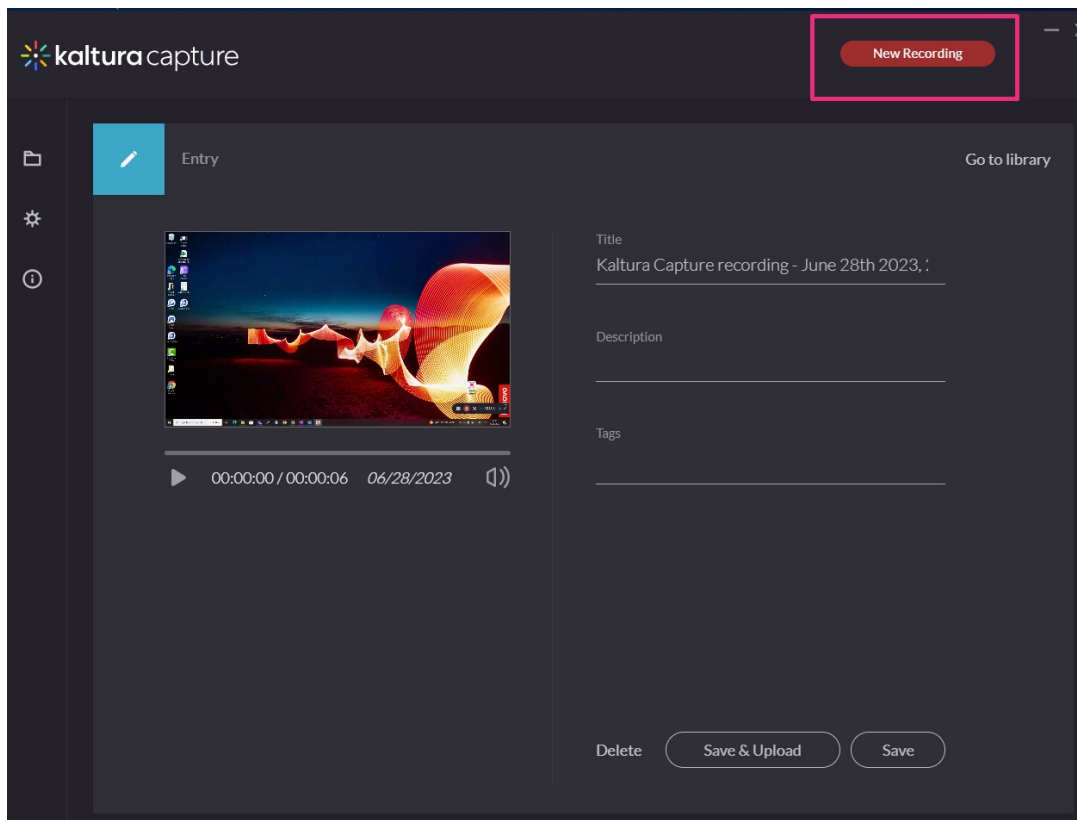 kaltura capture
New Recording
Entry
Go to library
Title
Kaltura Capture recording - June 28th 2023,
Description
Tags
00:00:00 / 00:00:06 06/28/2023
Delete
Save & Upload
Save